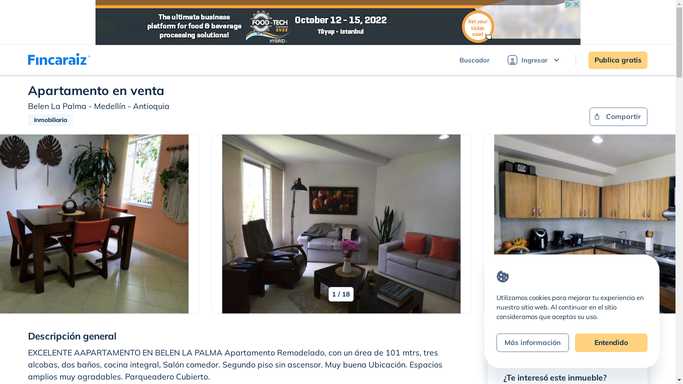 The ultimate business
platform for food & beverage
processing solutions!
FOOD-TECH
HYBRID
October 12 - 15, 2022
Tüyap - Istanbul
Get your
ticket
now!
Fincaraiz
Buscador
Ingresar
Publica gratis
Apartamento en venta
Belen La Palma - Medellín - Antioquia
Inmobiliaria
Compartir
1 / 18
Utilizamos cookies para mejorar tu experiencia en
nuestro sitio web. Al continuar en el sitio
consideramos que aceptas su uso.
Más información
Entendido
Descripción general
EXCELENTE AAPARTAMENTO EN BELEN LA PALMA Apartamento Remodelado, con un área de 101 mtrs, tres
alcobas, dos baños, cocina integral, Salón comedor. Segundo piso sin ascensor. Muy buena Ubicación. Espacios
amplios muy agradables. Parqueadero Cubierto.
¿Te interesó este inmueble?